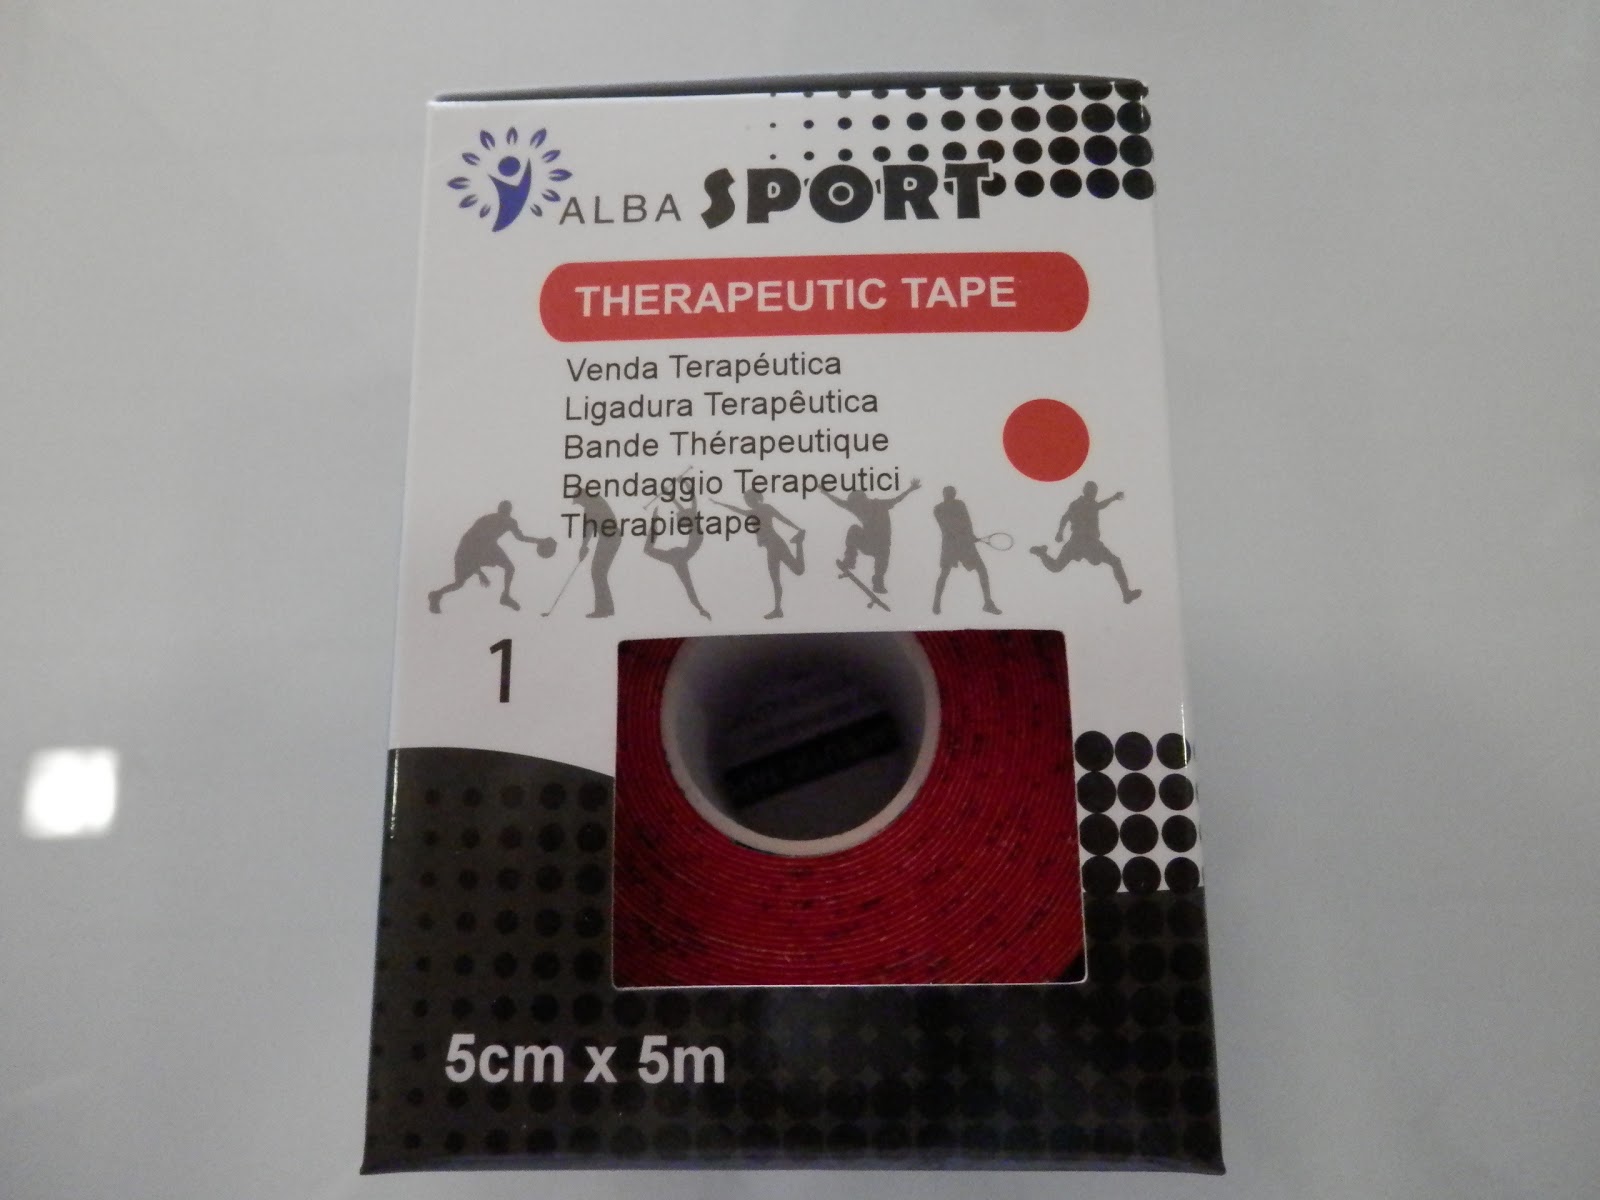 ALBA SPORT
THERAPEUTIC TAPE
Venda Terapéutica
Ligadura Terapêutica
Bande Thérapeutique
Bendaggio Terapeutici
Therapietape
1
5cm x 5m